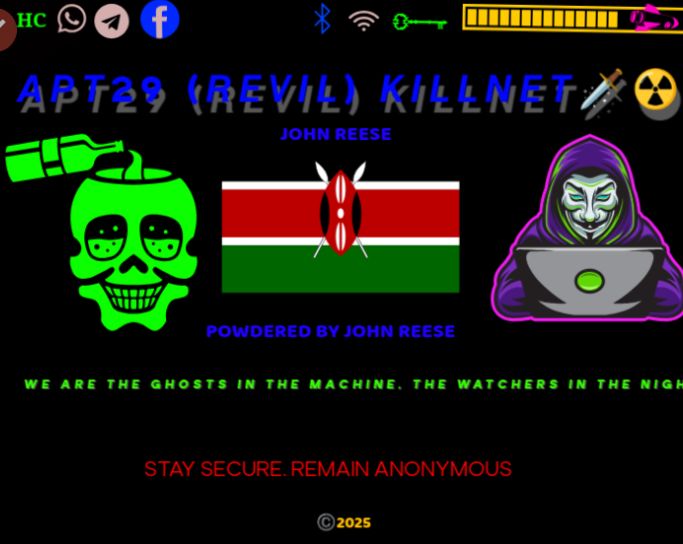 HC
APT29 (REVIL) KILLNET
JOHN REESE
POWDERED BY JOHN REESE
WE ARE THE GHOSTS IN THE MACHINE. THE WATCHERS IN THE NIGH
STAY SECURE. REMAIN ANONYMOUS
©2025